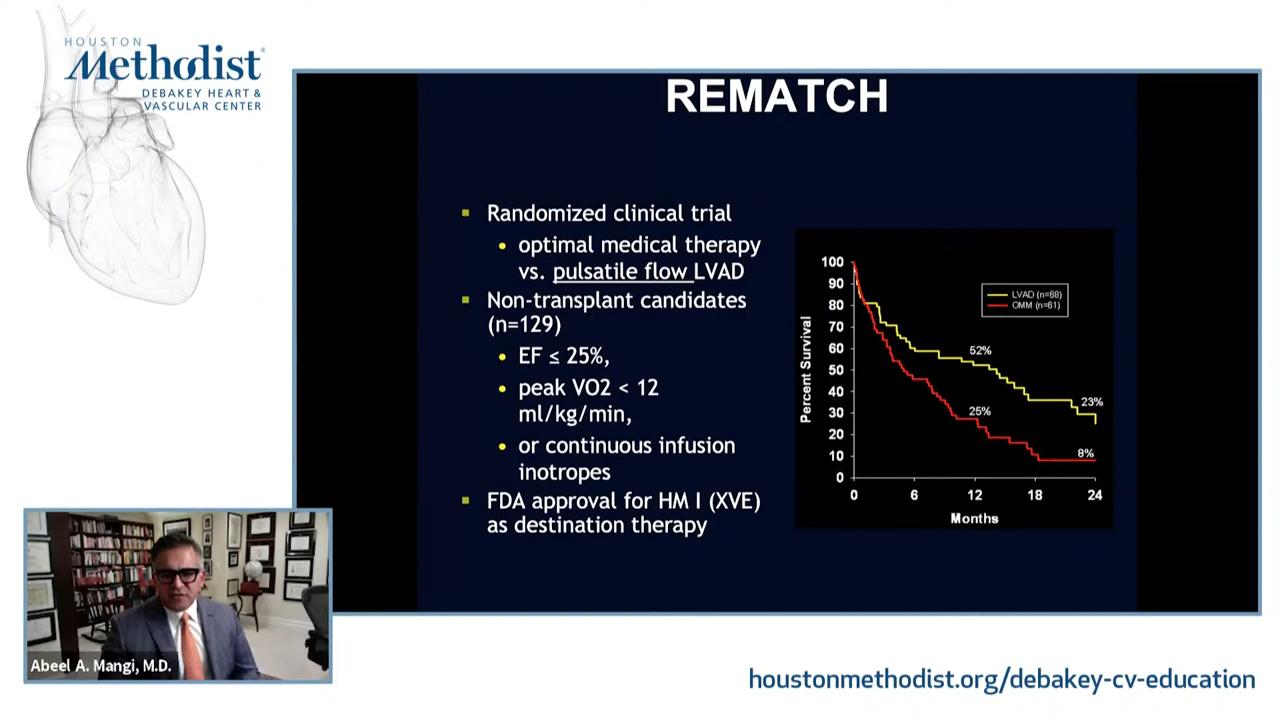 HOUSTON
Methodist
DEBAKEY HEART &
VASCULAR CENTER
REMATCH
▪ Randomized clinical trial
• optimal medical therapy
vs. pulsatile flow LVAD
▪ Non-transplant candidates
(n=129)
• EF ≤ 25%,
• peak VO2 < 12
ml/kg/min,
• or continuous infusion
inotropes
▪ FDA approval for HM I (XVE)
as destination therapy
100
90
80
70
60
50
40
30
20
10
0
Percent Survival
LVAD (n=68)
OMM (n=61)
52%
25%
23%
8%
0 6 12 18 24
Months
Abeel A. Mangi, M.D.
houstonmethodist.org/debakey-cv-education